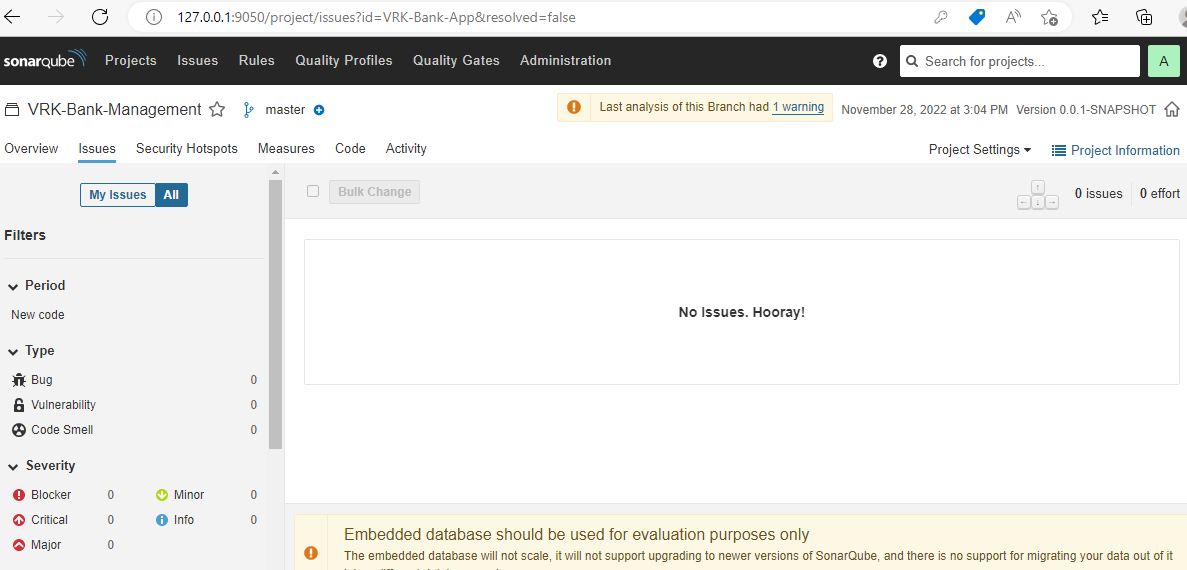 127.0.0.1:9050/project/issues?id=VRK-Bank-App&resolved=false
sonarqube Projects Issues Rules Quality Profiles Quality Gates Administration ? Search for projects... A
VRK-Bank-Management master Last analysis of this Branch had 1 warning November 28, 2022 at 3:04 PM Version 0.0.1-SNAPSHOT
Overview Issues Security Hotspots Measures Code Activity Project Settings Project Information
My Issues All
Bulk Change 0 issues 0 effort
Filters
Period
New code
Type
Bug 0
Vulnerability 0
Code Smell 0
Severity
Blocker 0 Minor 0
Critical 0 Info 0
Major 0
No Issues. Hooray!
Embedded database should be used for evaluation purposes only
The embedded database will not scale, it will not support upgrading to newer versions of SonarQube, and there is no support for migrating your data out of it